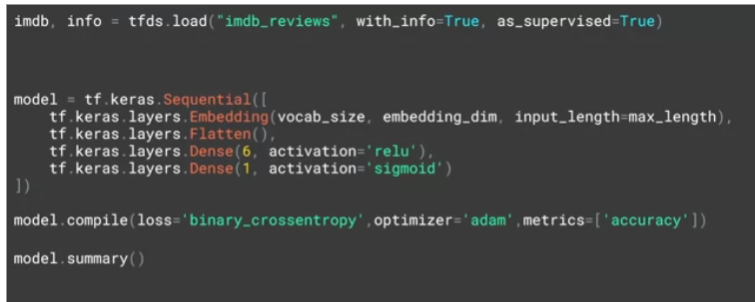 imdb, info = tfds.load("imdb_reviews", with_info=True, as_supervised=True)
model = tf.keras.Sequential([
    tf.keras.layers.Embedding(vocab_size, embedding_dim, input_length=max_length),
    tf.keras.layers.Flatten(),
    tf.keras.layers.Dense(6, activation='relu'),
    tf.keras.layers.Dense(1, activation='sigmoid')
])
model.compile(loss='binary_crossentropy',optimizer='adam',metrics=['accuracy'])
model.summary()